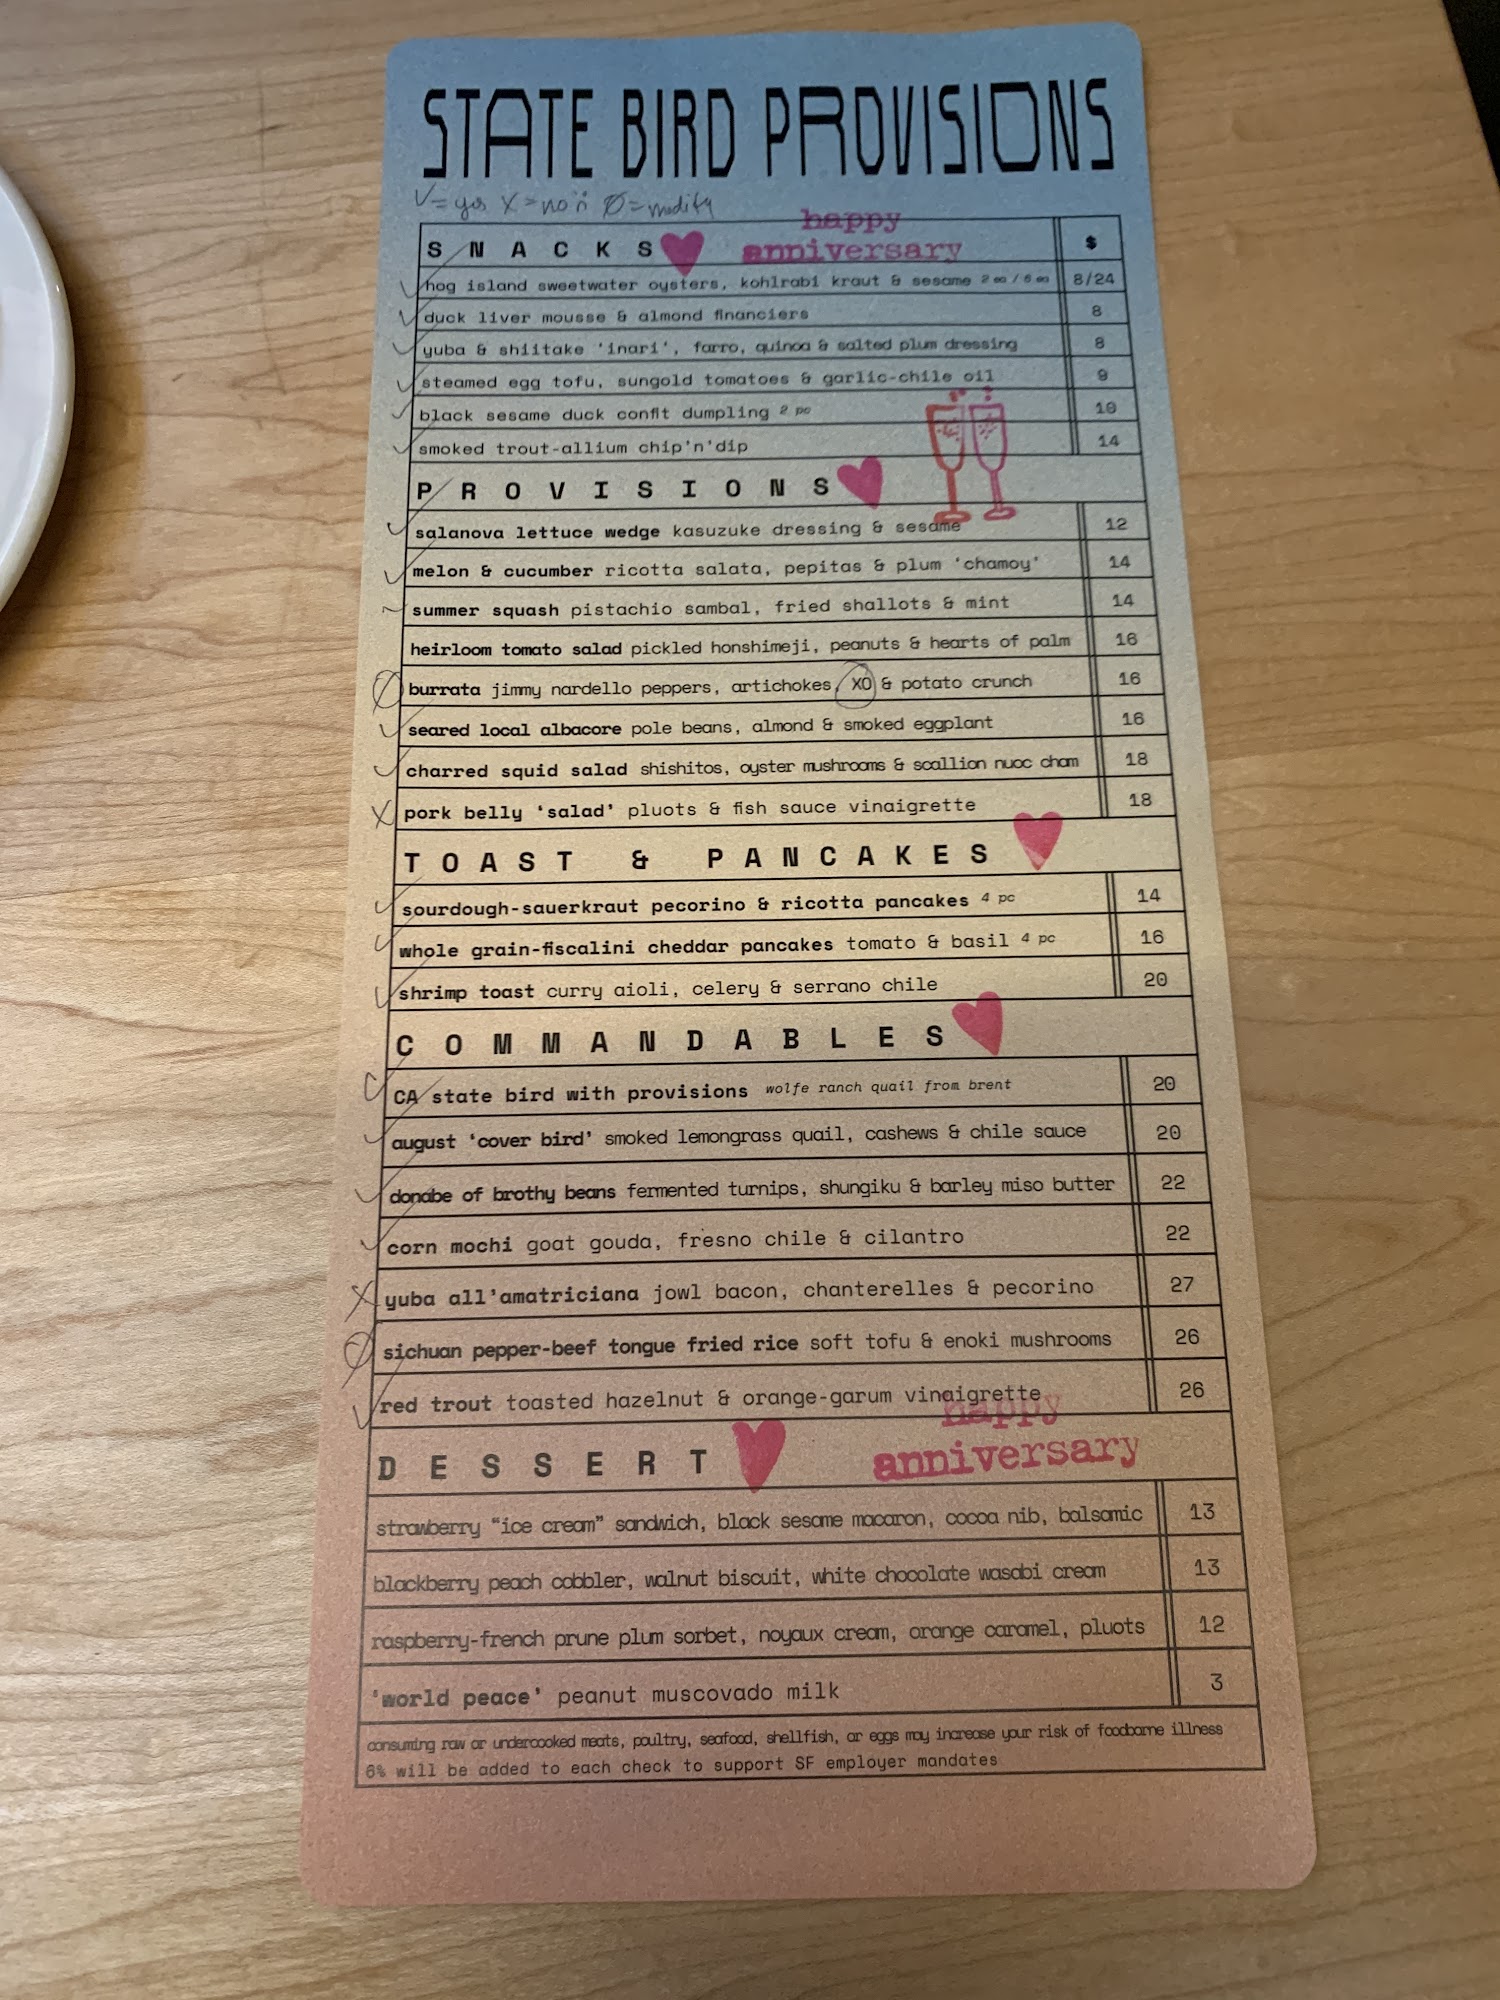 STATE BIRD PROVISIONS
V=yes X=no Ø=modify
happy
anniversary
SNACKS $
hog island sweetwater oysters, kohlrabi kraut & sesame 2 / 6 8/24
duck liver mousse & almond financiers 8
yuba & shiitake 'inari', farro, quinoa & salted plum dressing 8
steamed egg tofu, sungold tomatoes & garlic-chile oil 9
black sesame duck confit dumpling 2 pc 10
smoked trout-allium chip'n'dip 14
PROVISIONS
salanova lettuce wedge kasuzuke dressing & sesame 12
melon & cucumber ricotta salata, pepitas & plum 'chamoy' 14
summer squash pistachio sambal, fried shallots & mint 14
heirloom tomato salad pickled honshimeji, peanuts & hearts of palm 16
Ø burrata jimmy nardello peppers, artichokes, XO & potato crunch 16
seared local albacore pole beans, almond & smoked eggplant 16
charred squid salad shishitos, oyster mushrooms & scallion nuoc cham 18
X pork belly 'salad' pluots & fish sauce vinaigrette 18
TOAST & PANCAKES
sourdough-sauerkraut pecorino & ricotta pancakes 4 pc 14
whole grain-fiscalini cheddar pancakes tomato & basil 4 pc 16
shrimp toast curry aioli, celery & serrano chile 20
COMMANDABLES
CA state bird with provisions wolfe ranch quail from brent 20
august 'cover bird' smoked lemongrass quail, cashews & chile sauce 20
donabe of brothy beans fermented turnips, shungiku & barley miso butter 22
corn mochi goat gouda, fresno chile & cilantro 22
X yuba all'amatriciana jowl bacon, chanterelles & pecorino 27
Ø sichuan pepper-beef tongue fried rice soft tofu & enoki mushrooms 26
red trout toasted hazelnut & orange-garum vinaigrette 26
happy
anniversary
DESSERT
strawberry "ice cream" sandwich, black sesame macaron, cocoa nib, balsamic 13
blackberry peach cobbler, walnut biscuit, white chocolate wasabi cream 13
raspberry-french prune plum sorbet, noyaux cream, orange caramel, pluots 12
'world peace' peanut muscovado milk 3
consuming raw or undercooked meats, poultry, seafood, shellfish, or eggs may increase your risk of foodborne illness
6% will be added to each check to support SF employer mandates